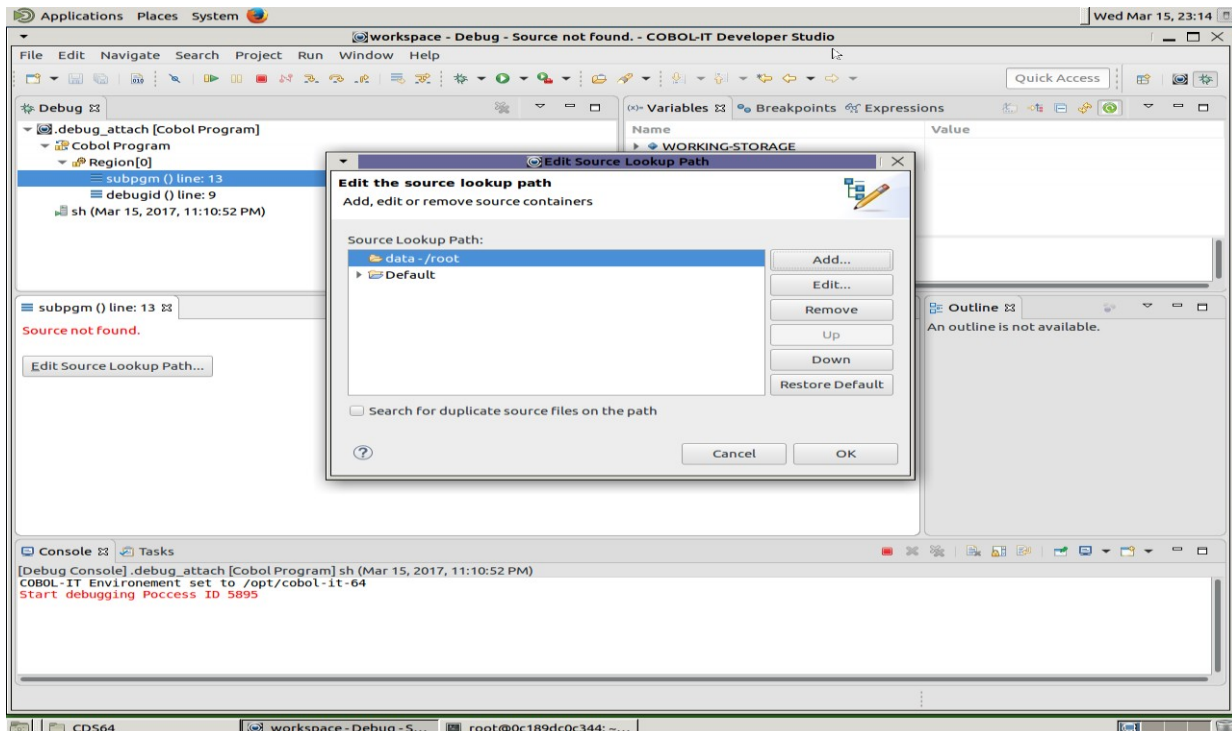 Applications Places System
Wed Mar 15, 23:14
workspace - Debug - Source not found. - COBOL-IT Developer Studio
File Edit Navigate Search Project Run Window Help
Quick Access
Debug
(x)= Variables Breakpoints Expressions
.debug_attach [Cobol Program]
Name Value
Cobol Program
WORKING-STORAGE
Region[0]
subpgm () line: 13
debugid () line: 9
sh (Mar 15, 2017, 11:10:52 PM)
Edit Source Lookup Path
Edit the source lookup path
Add, edit or remove source containers
Source Lookup Path:
data - /root
Default
Add...
Edit...
Remove
Up
Down
Restore Default
Search for duplicate source files on the path
Cancel OK
subpgm () line: 13
Source not found.
Edit Source Lookup Path...
Outline
An outline is not available.
Console Tasks
[Debug Console] .debug_attach [Cobol Program] sh (Mar 15, 2017, 11:10:52 PM)
COBOL-IT Environement set to /opt/cobol-it-64
Start debugging Poccess ID 5895
CDS64
workspace - Debug - S...
root@0c189dc0c344: ~...